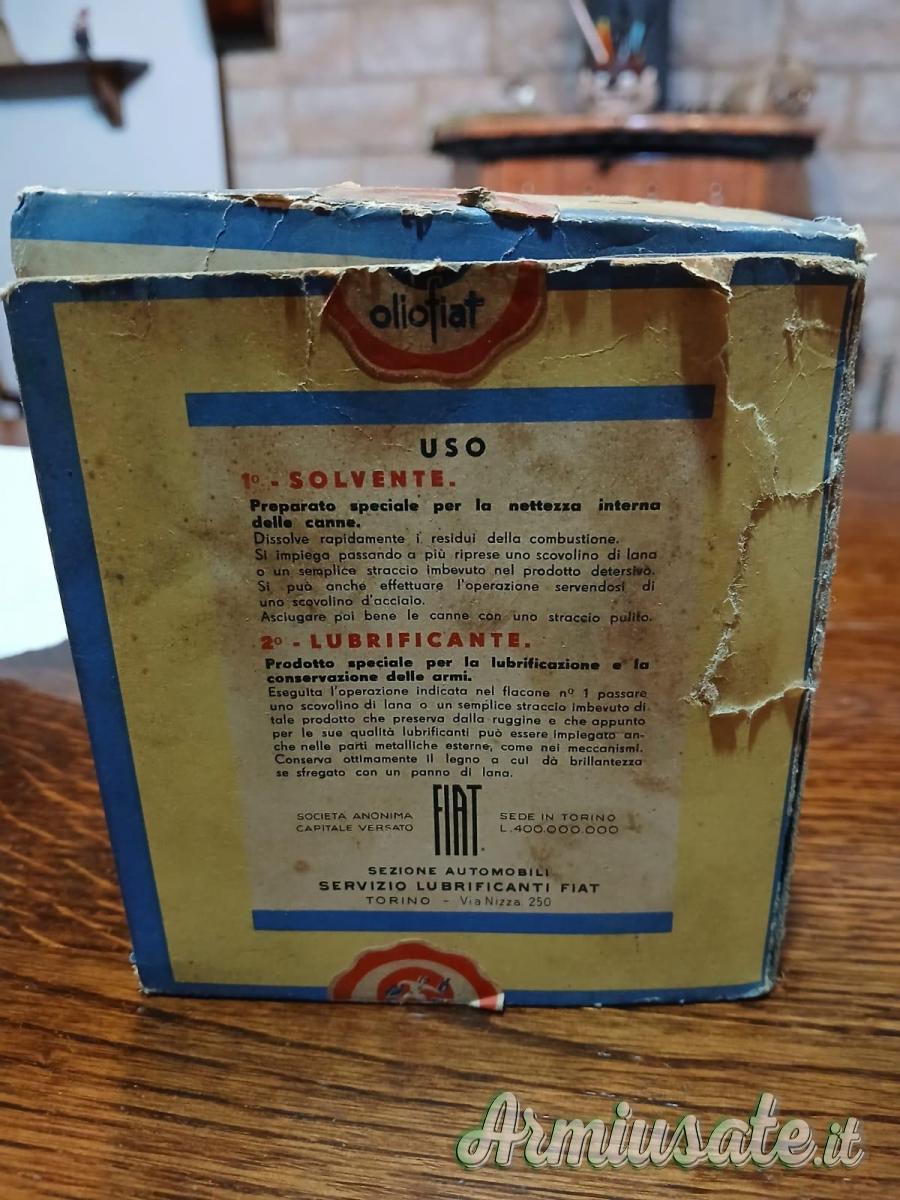 oliofiat
USO
1º - SOLVENTE.
Preparato speciale per la nettezza interna
delle canne.
Dissolve rapidamente i residui della combustione.
Si impiega passando a più riprese uno scovolino di lana
o un semplice straccio imbevuto nel prodotto detersivo.
Si può anche effettuare l'operazione servendosi di
uno scovolino d'acciaio.
Asciugare poi bene le canne con uno straccio pulito.
2º - LUBRIFICANTE.
Prodotto speciale per la lubrificazione e la
conservazione delle armi.
Eseguita l'operazione indicata nel flacone nº 1 passare
uno scovolino di lana o un semplice straccio imbevuto di
tale prodotto che preserva dalla ruggine e che appunto
per le sue qualità lubrificanti può essere impiegato an-
che nelle parti metalliche esterne, come nei meccanismi.
Conserva ottimamente il legno a cui dà brillantezza
se sfregato con un panno di lana.
SOCIETA ANONIMA FIAT SEDE IN TORINO
CAPITALE VERSATO L.400.000.000
SEZIONE AUTOMOBILI
SERVIZIO LUBRIFICANTI FIAT
TORINO - Via Nizza 250
Armiusate.it